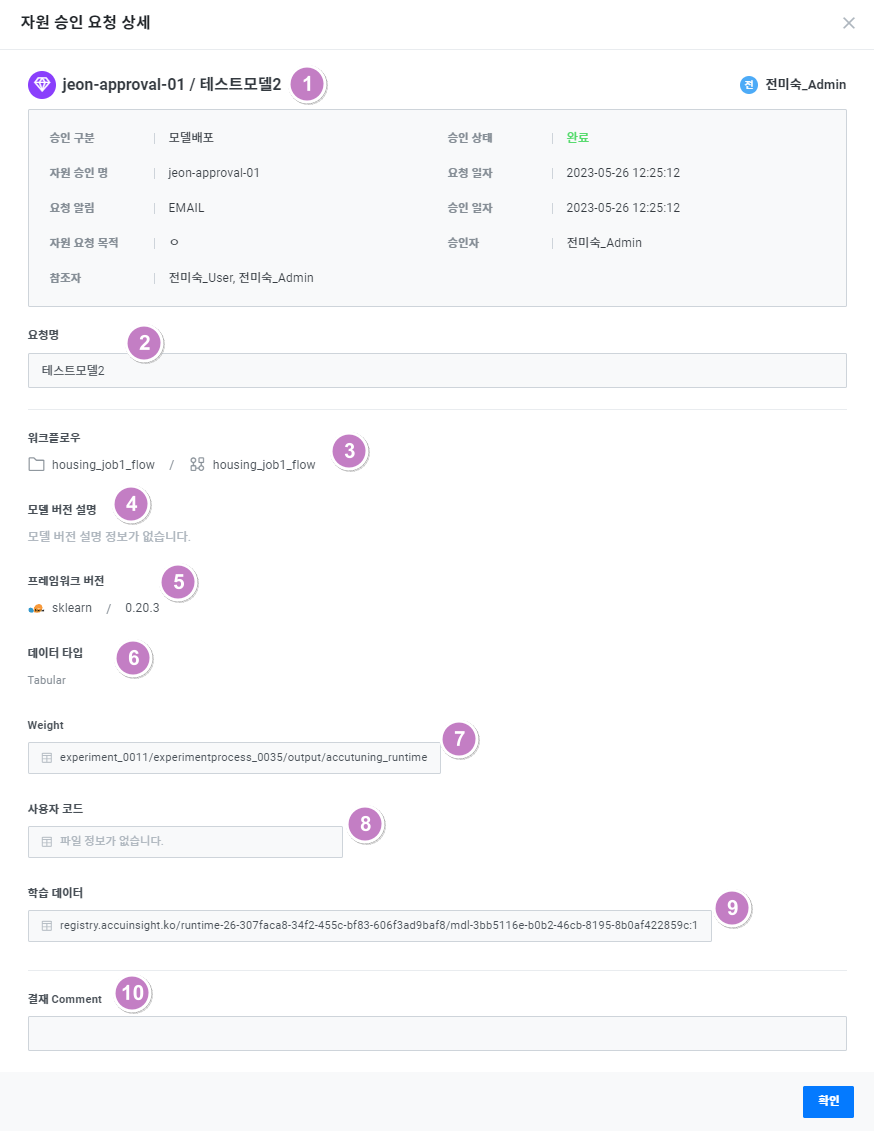 자원 승인 요청 상세
jeon-approval-01 / 테스트모델2 1 전 전미숙_Admin
승인 구분 모델배포 승인 상태 완료
자원 승인 명 jeon-approval-01 요청 일자 2023-05-26 12:25:12
요청 알림 EMAIL 승인 일자 2023-05-26 12:25:12
자원 요청 목적 ㅇ 승인자 전미숙_Admin
참조자 전미숙_User, 전미숙_Admin
요청명 2
테스트모델2
워크플로우 3
housing_job1_flow / housing_job1_flow
모델 버전 설명 4
모델 버전 설명 정보가 없습니다.
프레임워크 버전 5
sklearn / 0.20.3
데이터 타입 6
Tabular
Weight 7
experiment_0011/experimentprocess_0035/output/accutuning_runtime
사용자 코드 8
파일 정보가 없습니다.
학습 데이터 9
registry.accuinsight.ko/runtime-26-307faca8-34f2-455c-bf83-606f3ad9baf8/mdl-3bb5116e-b0b2-46cb-8195-8b0af422859c:1
결재 Comment 10
확인